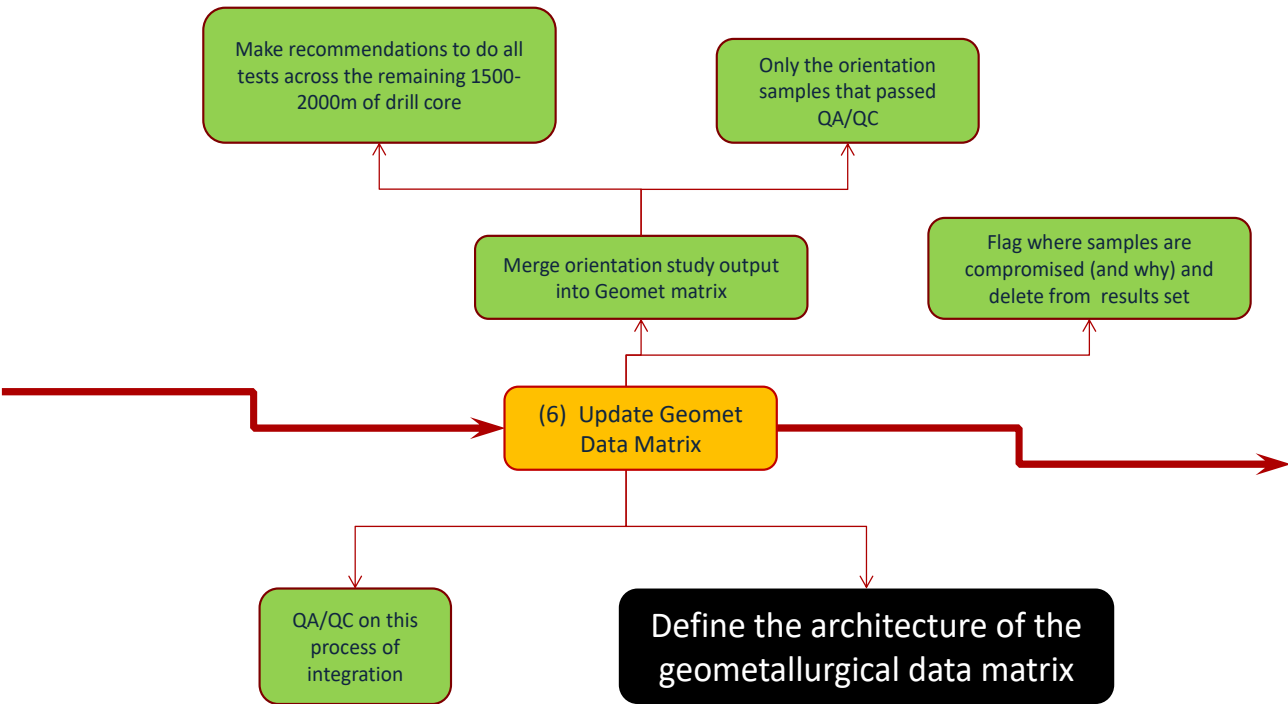 Make recommendations to do all
tests across the remaining 1500-
2000m of drill core
Only the orientation
samples that passed
QA/QC
Merge orientation study output
into Geomet matrix
Flag where samples are
compromised (and why) and
delete from  results set
(6)  Update Geomet
Data Matrix
QA/QC on this
process of
integration
Define the architecture of the
geometallurgical data matrix